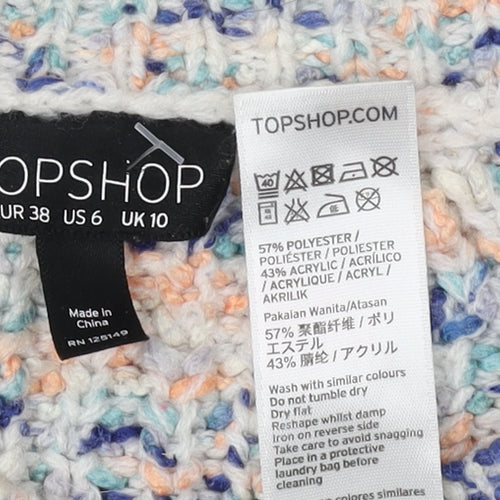 OPSHOP
UR 38 US 6 UK 10
Made in
China
RN 125149
TOPSHOP.COM
40
57% POLYESTER /
POLIÉSTER / POLIESTER
43% ACRYLIC / ACRÍLICO
/ ACRYLIQUE / ACRYL /
AKRILIK
Pakaian Wanita/Atasan
57% 聚酯纤维 / ポリ
エステル
43% 腈纶 / アクリル
Wash with similar colours
Do not tumble dry
Dry flat
Reshape whilst damp
Iron on reverse side
Take care to avoid snagging
Place in a protective
laundry bag before
cleaning
colores similares